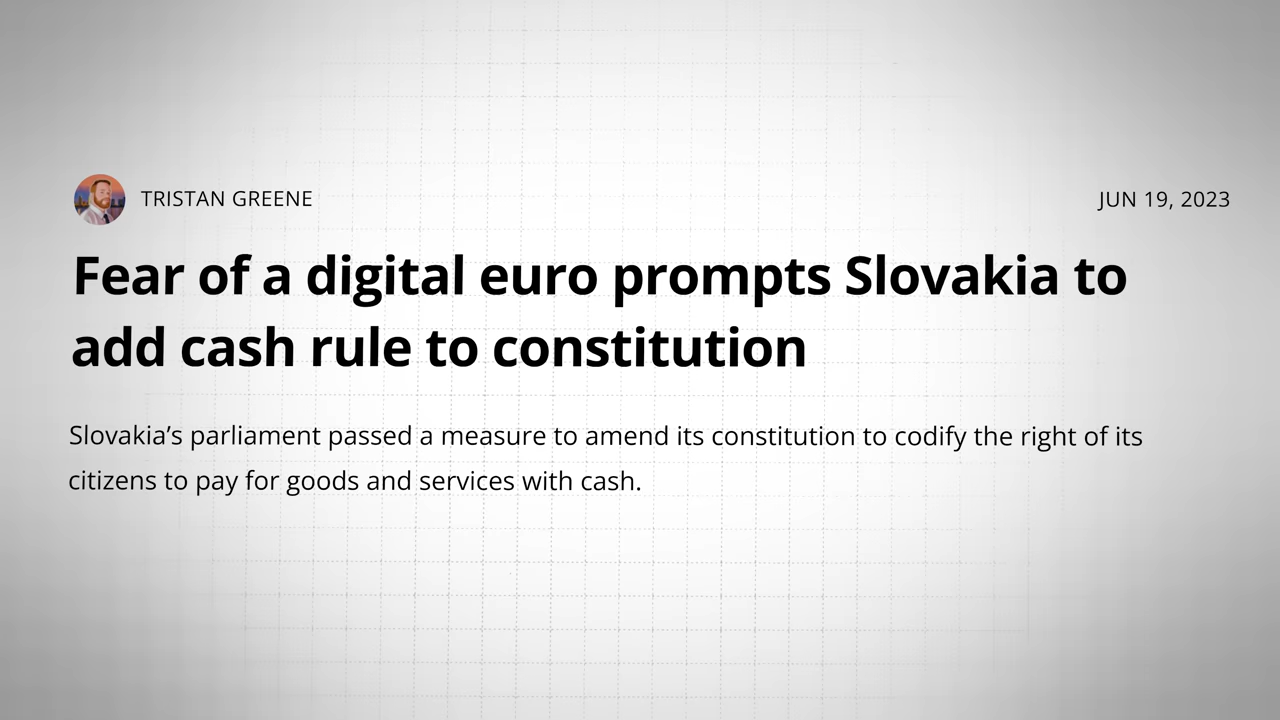 TRISTAN GREENE
JUN 19, 2023
Fear of a digital euro prompts Slovakia to
add cash rule to constitution
Slovakia’s parliament passed a measure to amend its constitution to codify the right of its
citizens to pay for goods and services with cash.